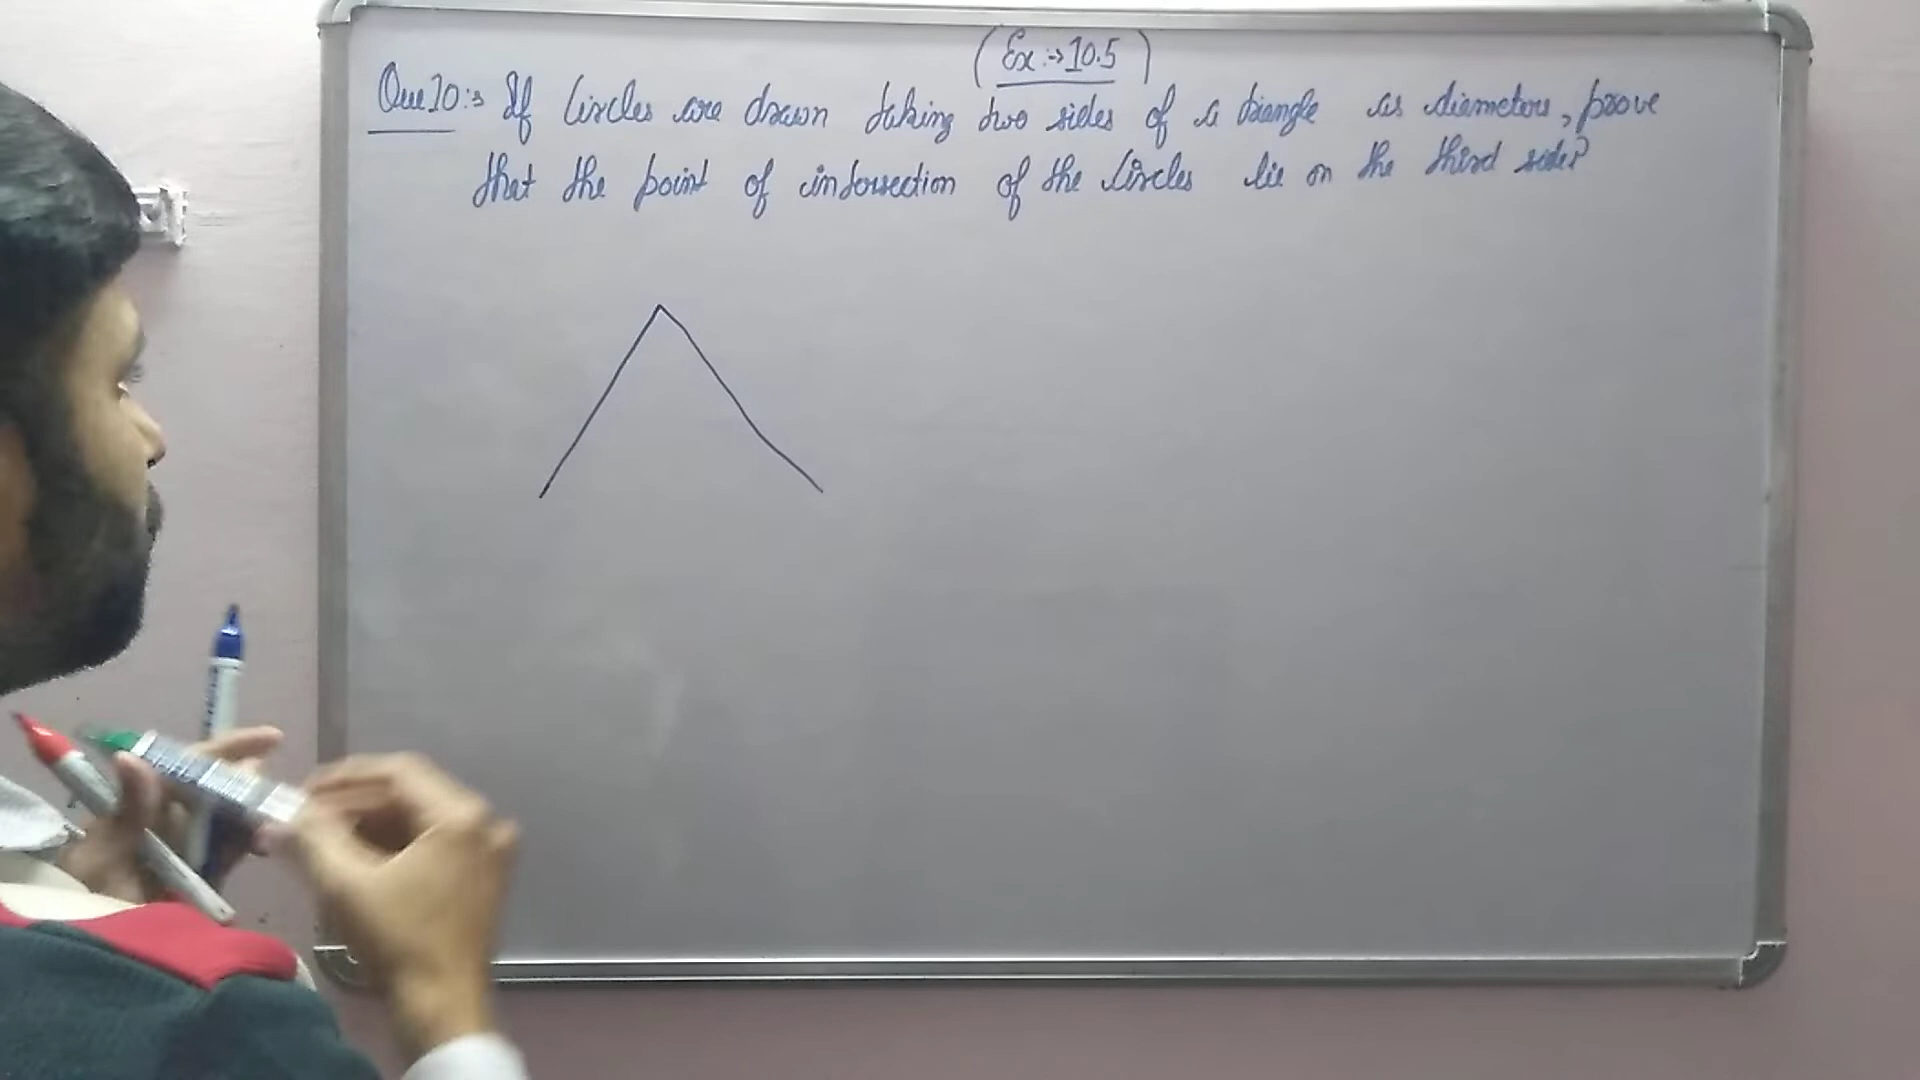 (Ex :→ 10.5)
Que 10 :→ If Circles are drawn taking two sides of a triangle as diameters, prove
that the point of intersection of the circles lie on the third side?